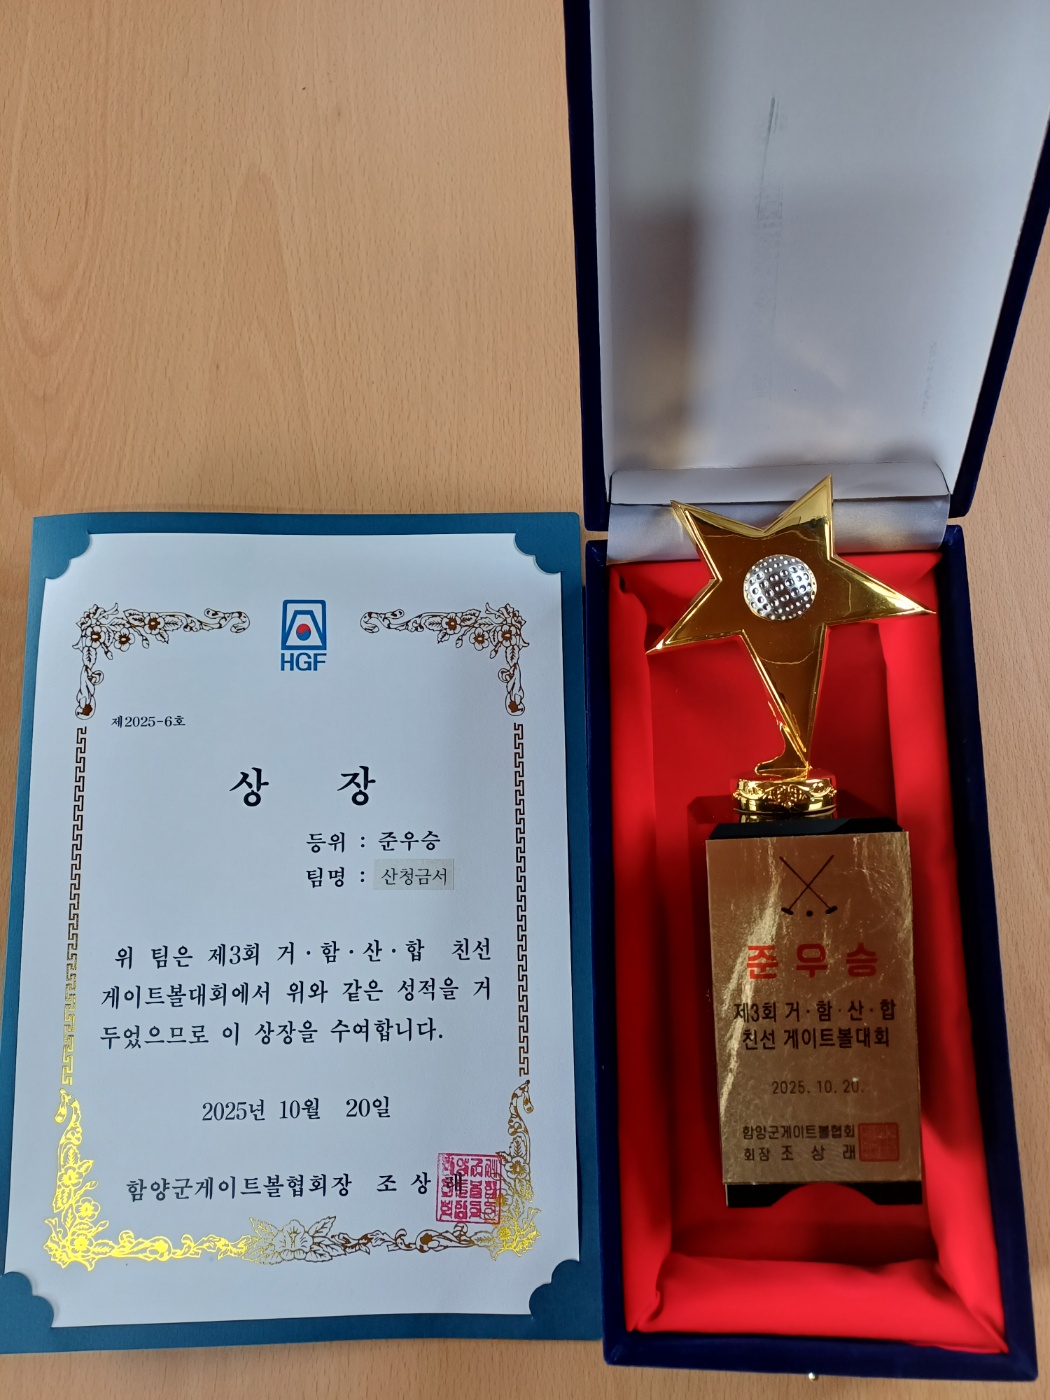 HGF
제2025-6호
상 장
등위 : 준우승
팀명 : 산청금서
위 팀은 제3회 거·함·산·합 친선
게이트볼대회에서 위와 같은 성적을 거
두었으므로 이 상장을 수여합니다.
2025년 10월 20일
함양군게이트볼협회장 조 상 래
준우승
제3회 거·함·산·합
친선 게이트볼대회
2025. 10. 20.
함양군게이트볼협회
회장 조 상 래